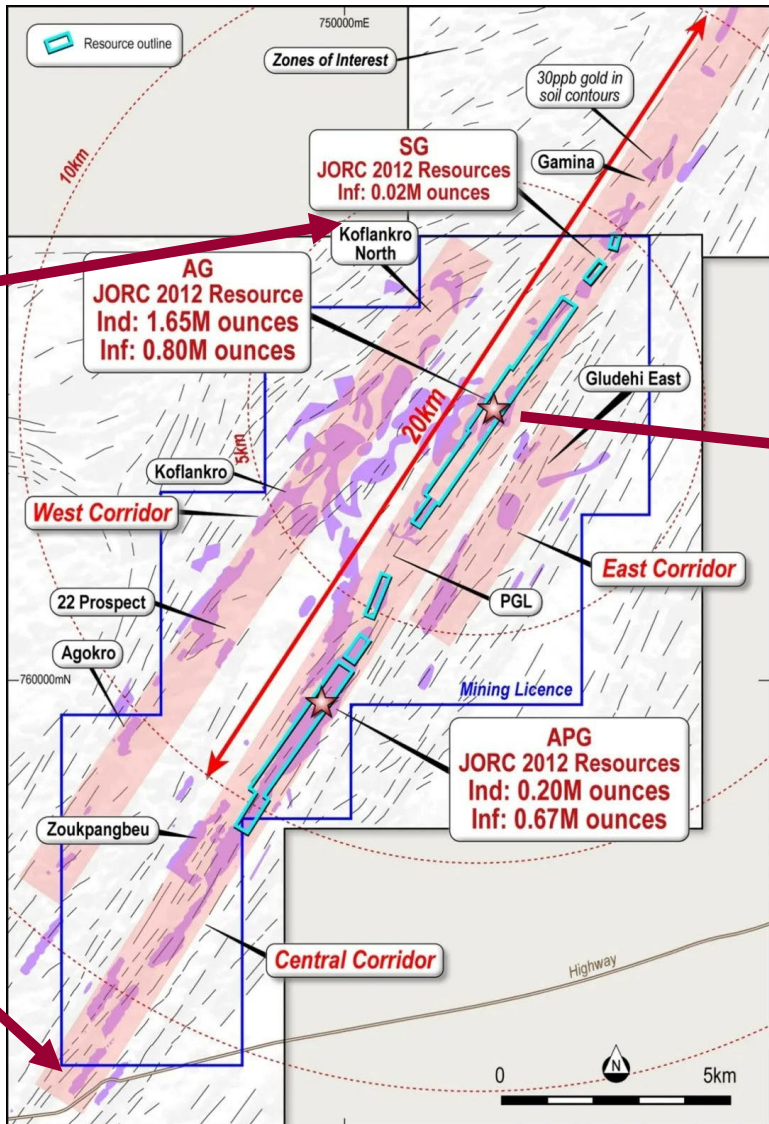 750000mE
Resource outline
Zones of Interest
30ppb gold in
soil contours
10km
SG
JORC 2012 Resources
Inf: 0.02M ounces
Gamina
Koflankro
North
AG
JORC 2012 Resource
Ind: 1.65M ounces
Inf: 0.80M ounces
Gludehi East
20km
5km
Koflankro
West Corridor
East Corridor
22 Prospect
PGL
Agokro
760000mN
Mining Licence
APG
JORC 2012 Resources
Ind: 0.20M ounces
Inf: 0.67M ounces
Zoukpangbeu
Central Corridor
Highway
N
0
5km